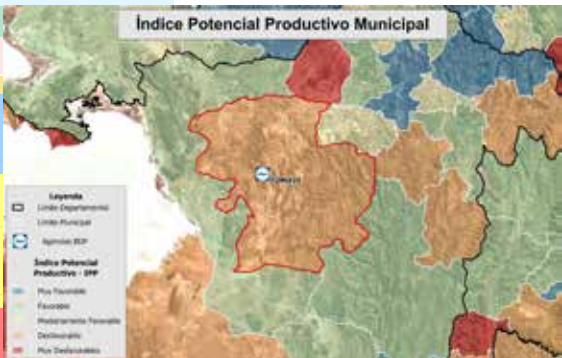 Índice Potencial Productivo Municipal
Leyenda
Límite Departamental
Límite Municipal
Agencias BDP
Índice Potencial
Productivo - IPP
Muy Favorable
Favorable
Medianamente Favorable
Desfavorable
Muy Desfavorable